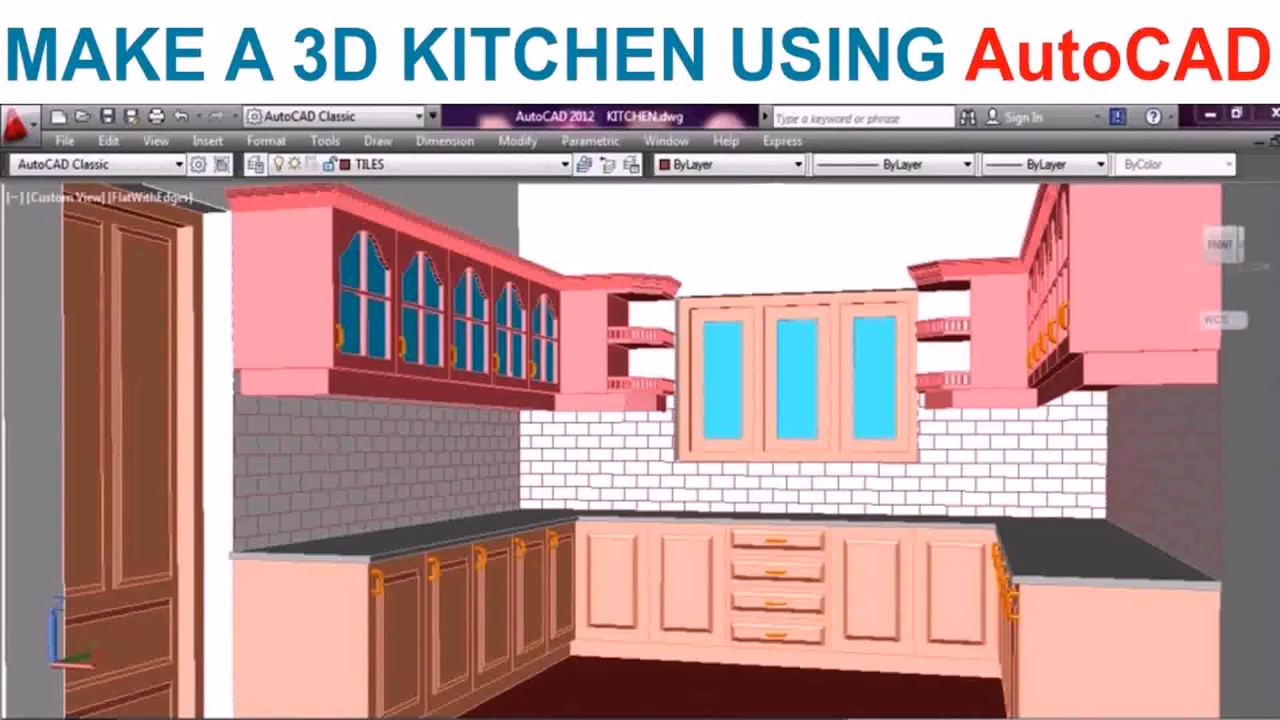 MAKE A 3D KITCHEN USING AutoCAD
AutoCAD Classic AutoCAD 2012 KITCHEN.dwg Type a keyword or phrase Sign In
File Edit View Insert Format Tools Draw Dimension Modify Parametric Window Help Express
AutoCAD Classic TILES ByLayer ByLayer ByLayer ByColor
[−][Custom View][FlatWithEdges]
FRONT
WCS